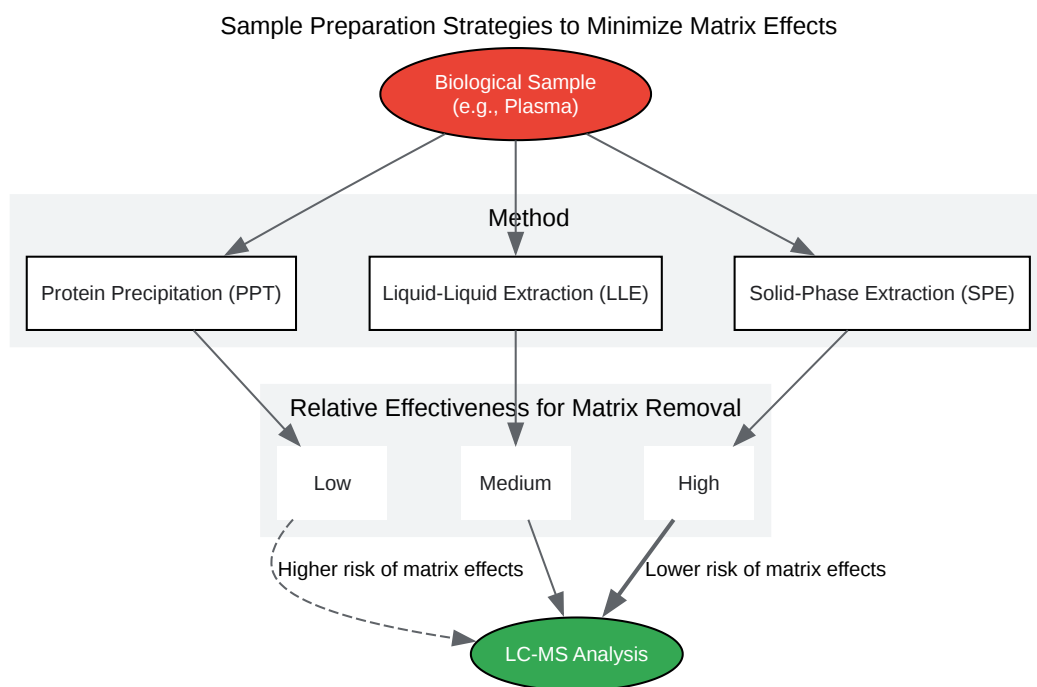 Sample Preparation Strategies to Minimize Matrix Effects
Biological Sample
(e.g., Plasma)
Method
Protein Precipitation (PPT)
Liquid-Liquid Extraction (LLE)
Solid-Phase Extraction (SPE)
Relative Effectiveness for Matrix Removal
Low
Medium
High
Higher risk of matrix effects
Lower risk of matrix effects
LC-MS Analysis